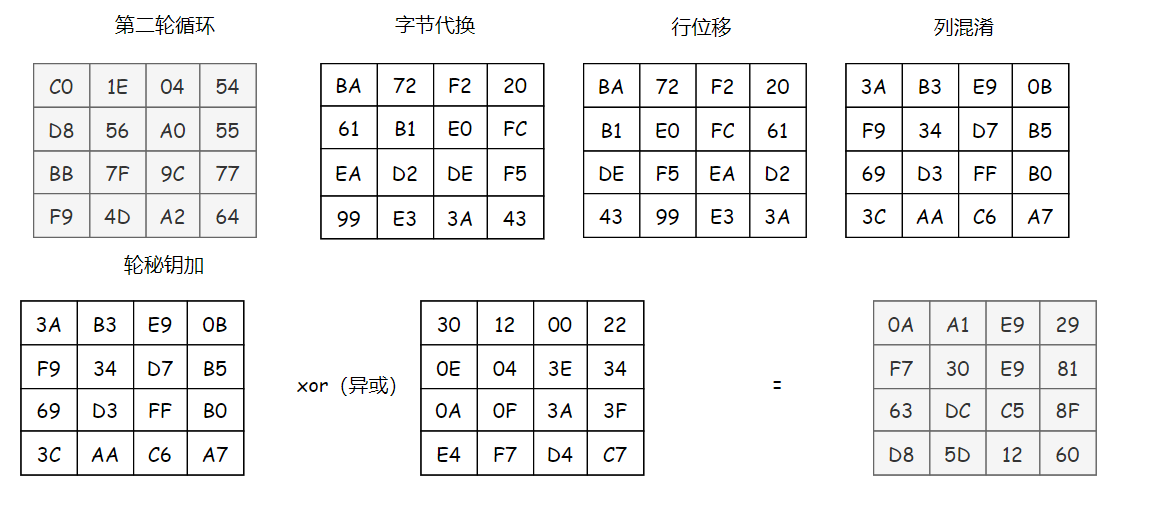 第二轮循环 字节代换 行位移 列混淆
C0 1E 04 54 BA 72 F2 20 BA 72 F2 20 3A B3 E9 0B
D8 56 A0 55 61 B1 E0 FC B1 E0 FC 61 F9 34 D7 B5
BB 7F 9C 77 EA D2 DE F5 DE F5 EA D2 69 D3 FF B0
F9 4D A2 64 99 E3 3A 43 43 99 E3 3A 3C AA C6 A7
轮秘钥加
3A B3 E9 0B 30 12 00 22 0A A1 E9 29
F9 34 D7 B5 0E 04 3E 34 F7 30 E9 81
xor（异或） =
69 D3 FF B0 0A 0F 3A 3F 63 DC C5 8F
3C AA C6 A7 E4 F7 D4 C7 D8 5D 12 60